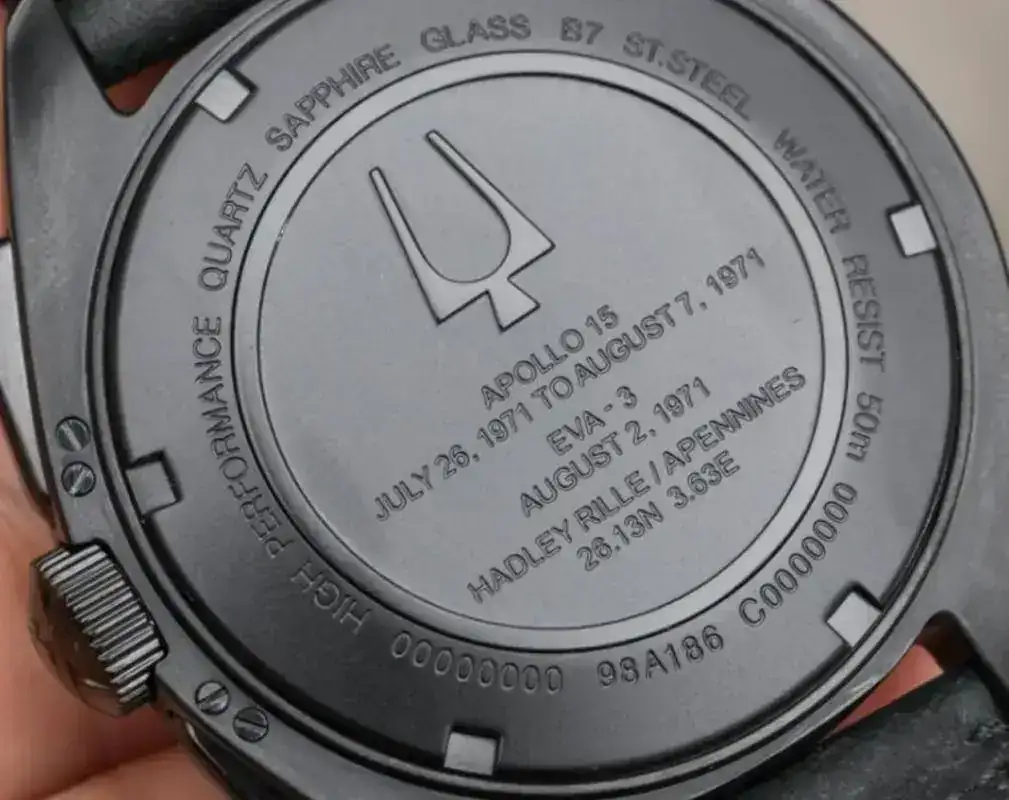 HIGH PERFORMANCE QUARTZ SAPPHIRE GLASS B7 ST.STEEL WATER RESIST 50m C0000000 98A186 00000000
APOLLO 15
JULY 26, 1971 TO AUGUST 7, 1971
EVA - 3
AUGUST 2, 1971
HADLEY RILLE / APENNINES
26.13N 3.63E